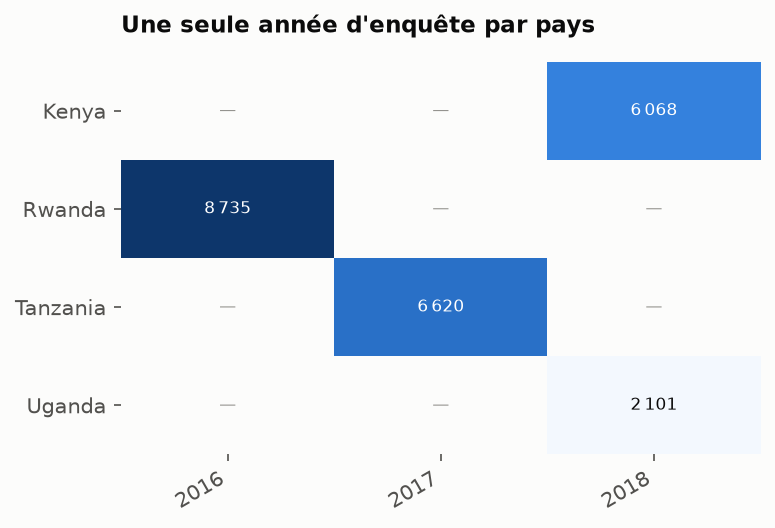 Une seule année d'enquête par pays
Kenya — — 6 068
Rwanda 8 735 — —
Tanzania — 6 620 —
Uganda — — 2 101
2016 2017 2018